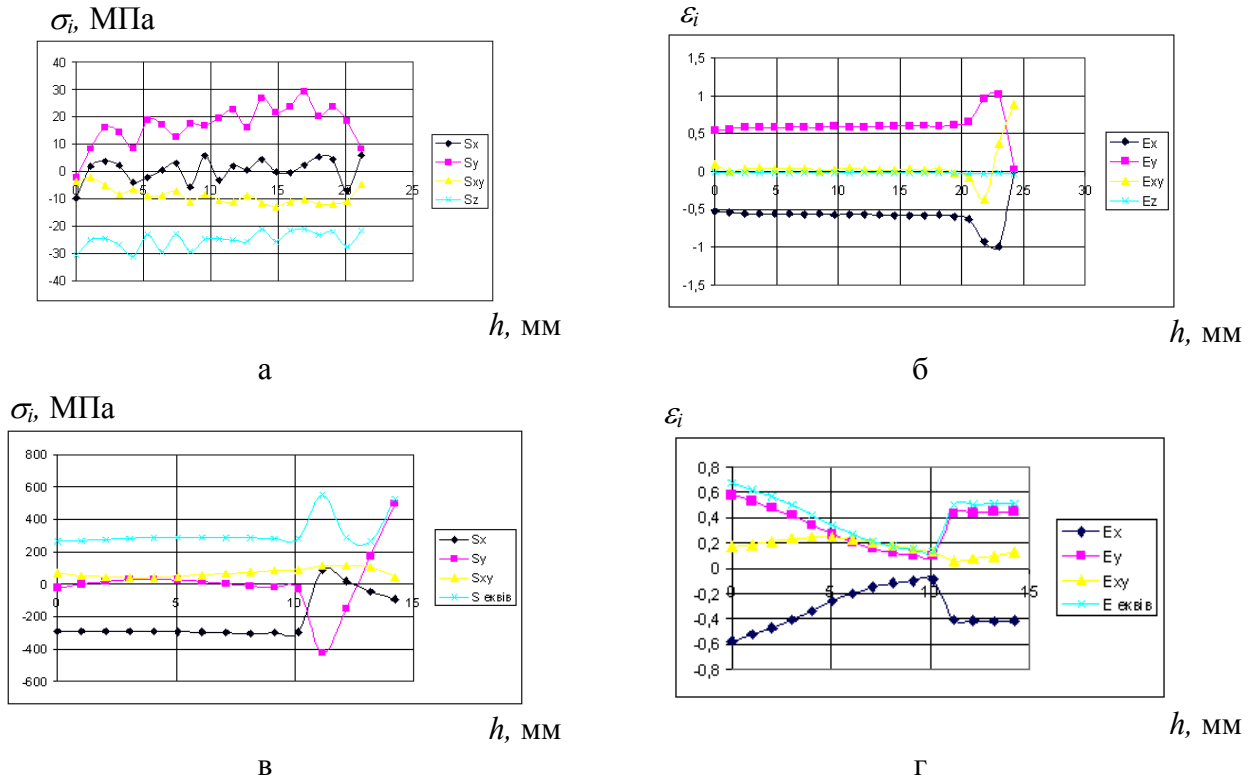 σi, МПа
40
30
20
10
0
-10
-20
-30
-40
0
5
10
15
20
25
Sx
Sy
Sxy
Sz
h, мм
а
εi
1,5
1
0,5
0
-0,5
-1
-1,5
0
5
10
15
20
25
30
Ex
Ey
Exy
Ez
h, мм
б
σi, МПа
800
600
400
200
0
-200
-400
-600
0
5
10
15
Sx
Sy
Sxy
S еквів
h, мм
в
εi
0,8
0,6
0,4
0,2
0
-0,2
-0,4
-0,6
-0,8
0
5
10
15
Ex
Ey
Exy
E еквів
h, мм
г